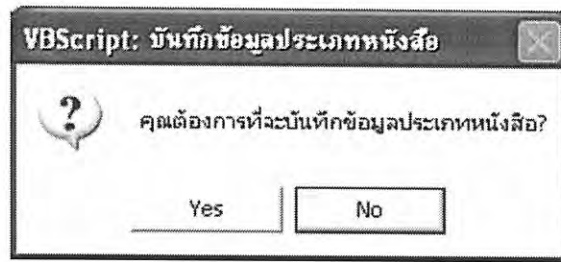 VBScript: บันทึกข้อมูลประเภทหนังสือ
คุณต้องการที่จะบันทึกข้อมูลประเภทหนังสือ?
Yes No